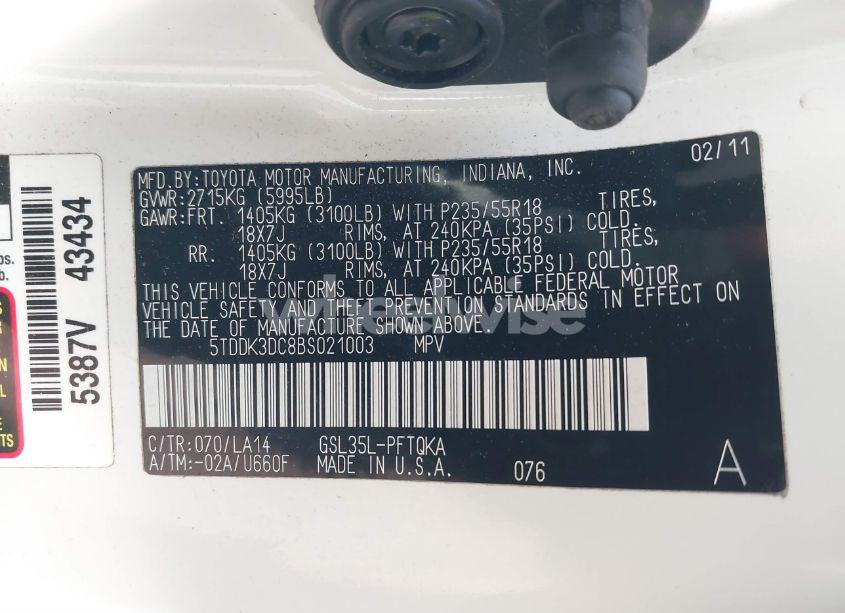 MFD.BY:TOYOTA MOTOR MANUFACTURING, INDIANA, INC. 02/11
GVWR:2715KG (5995LB)
GAWR:FRT. 1405KG (3100LB) WITH P235/55R18 TIRES,
18X7J RIMS, AT 240KPA (35PSI) COLD.
RR. 1405KG (3100LB) WITH P235/55R18 TIRES,
18X7J RIMS, AT 240KPA (35PSI) COLD.
THIS VEHICLE CONFORMS TO ALL APPLICABLE FEDERAL MOTOR
VEHICLE SAFETY AND THEFT PREVENTION STANDARDS IN EFFECT ON
THE DATE OF MANUFACTURE SHOWN ABOVE.
5TDDK3DC8BS021003 MPV
C/TR:070/LA14 GSL35L-PFTQKA
A/TM:-02A/U660F MADE IN U.S.A. 076 A
5387V 43434
wheelwise